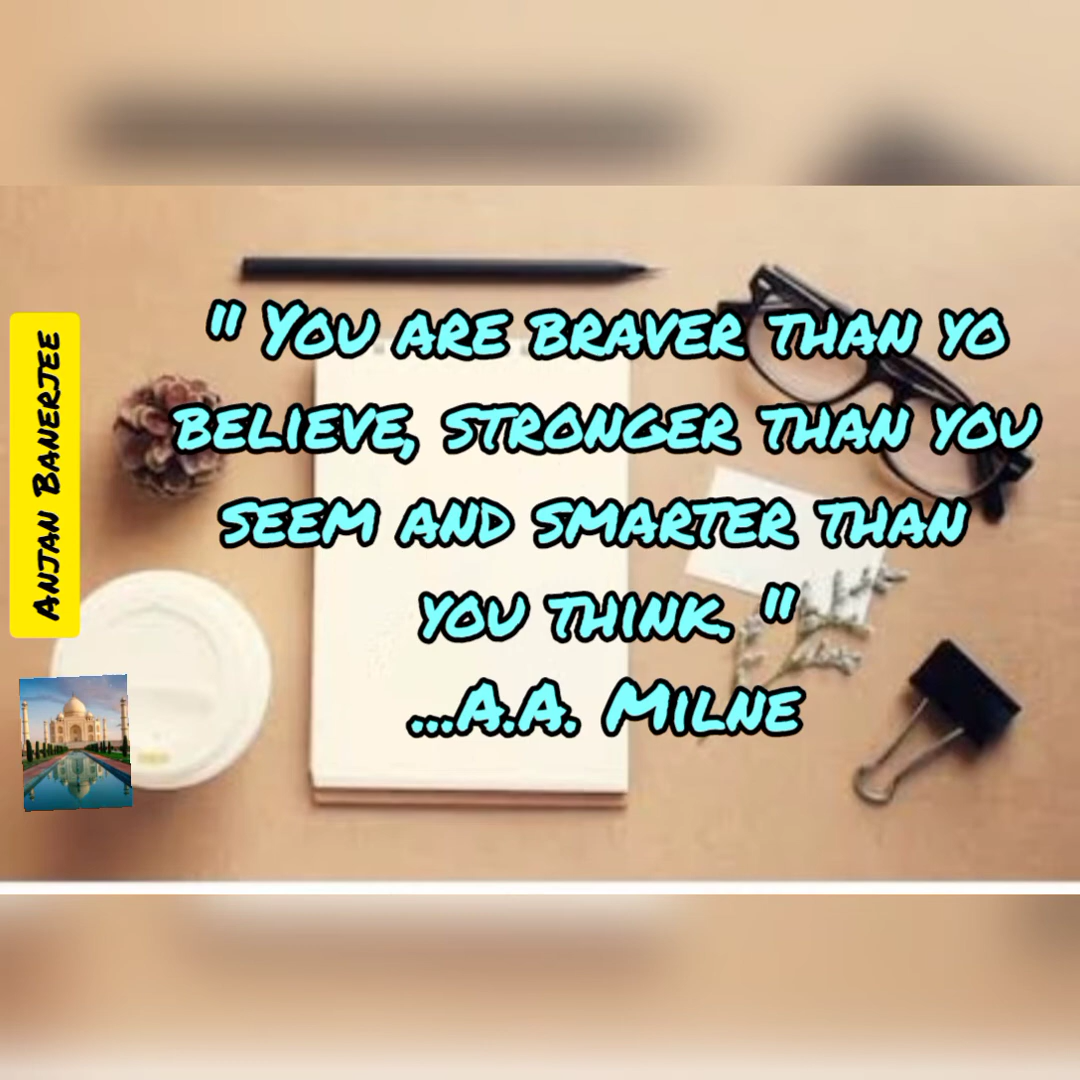 " You are braver than yo
believe, stronger than you
seem and smarter than
you think. "
...A.A. Milne
Anjan Banerjee